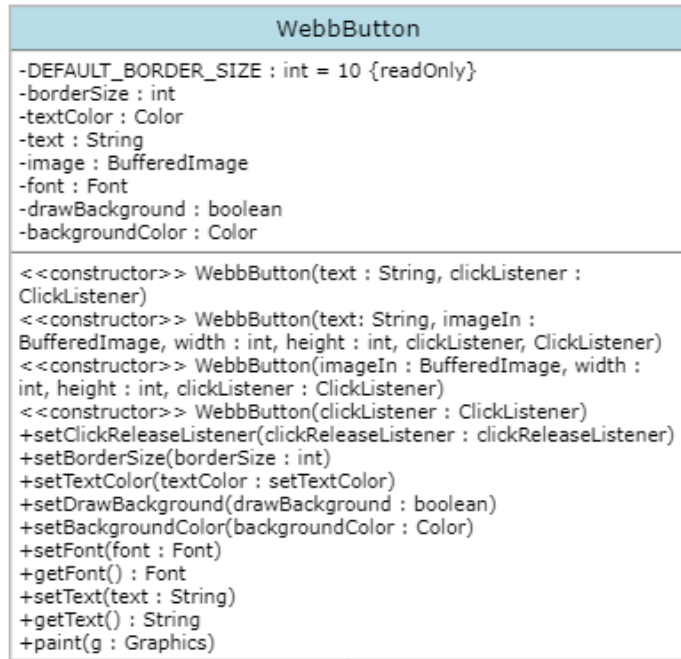 WebbButton
-DEFAULT_BORDER_SIZE : int = 10 {readOnly}
-borderSize : int
-textColor : Color
-text : String
-image : BufferedImage
-font : Font
-drawBackground : boolean
-backgroundColor : Color
<<constructor>> WebbButton(text : String, clickListener :
ClickListener)
<<constructor>> WebbButton(text: String, imageIn :
BufferedImage, width : int, height : int, clickListener, ClickListener)
<<constructor>> WebbButton(imageIn : BufferedImage, width :
int, height : int, clickListener : ClickListener)
<<constructor>> WebbButton(clickListener : ClickListener)
+setClickReleaseListener(clickReleaseListener : clickReleaseListener)
+setBorderSize(borderSize : int)
+setTextColor(textColor : setTextColor)
+setDrawBackground(drawBackground : boolean)
+setBackgroundColor(backgroundColor : Color)
+setFont(font : Font)
+getFont() : Font
+setText(text : String)
+getText() : String
+paint(g : Graphics)